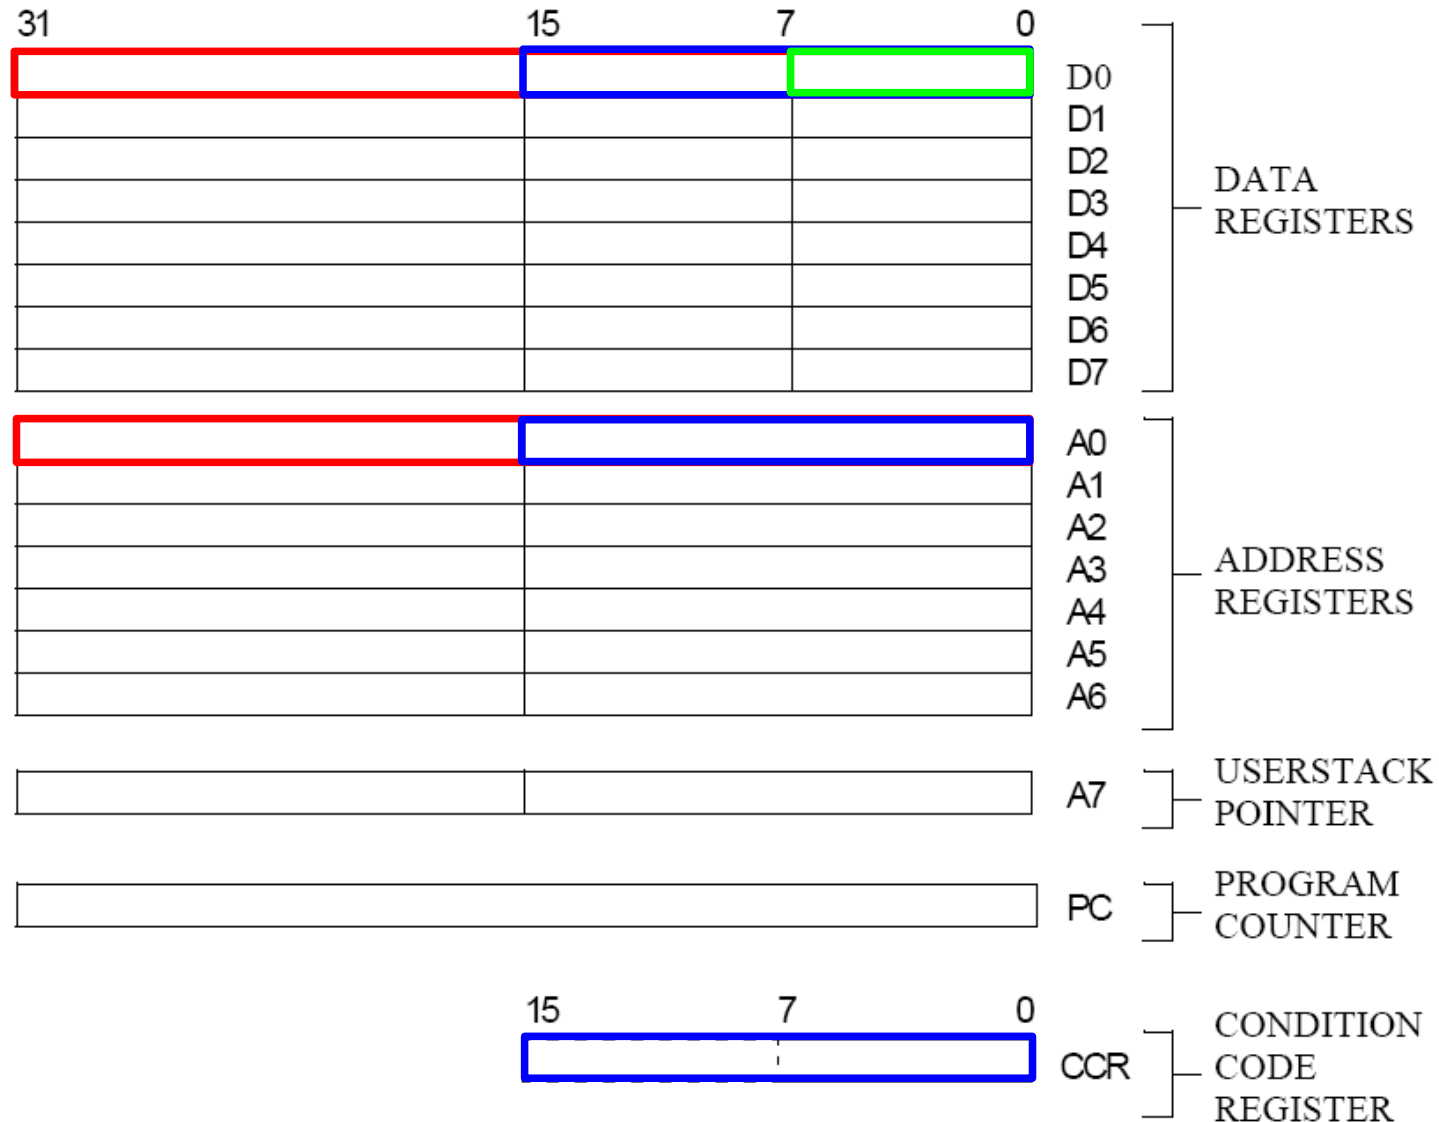 31 15 7 0
D0
D1
D2
D3
D4
D5
D6
D7
DATA
REGISTERS
A0
A1
A2
A3
A4
A5
A6
ADDRESS
REGISTERS
A7
USERSTACK
POINTER
PC
PROGRAM
COUNTER
15 7 0
CCR
CONDITION
CODE
REGISTER